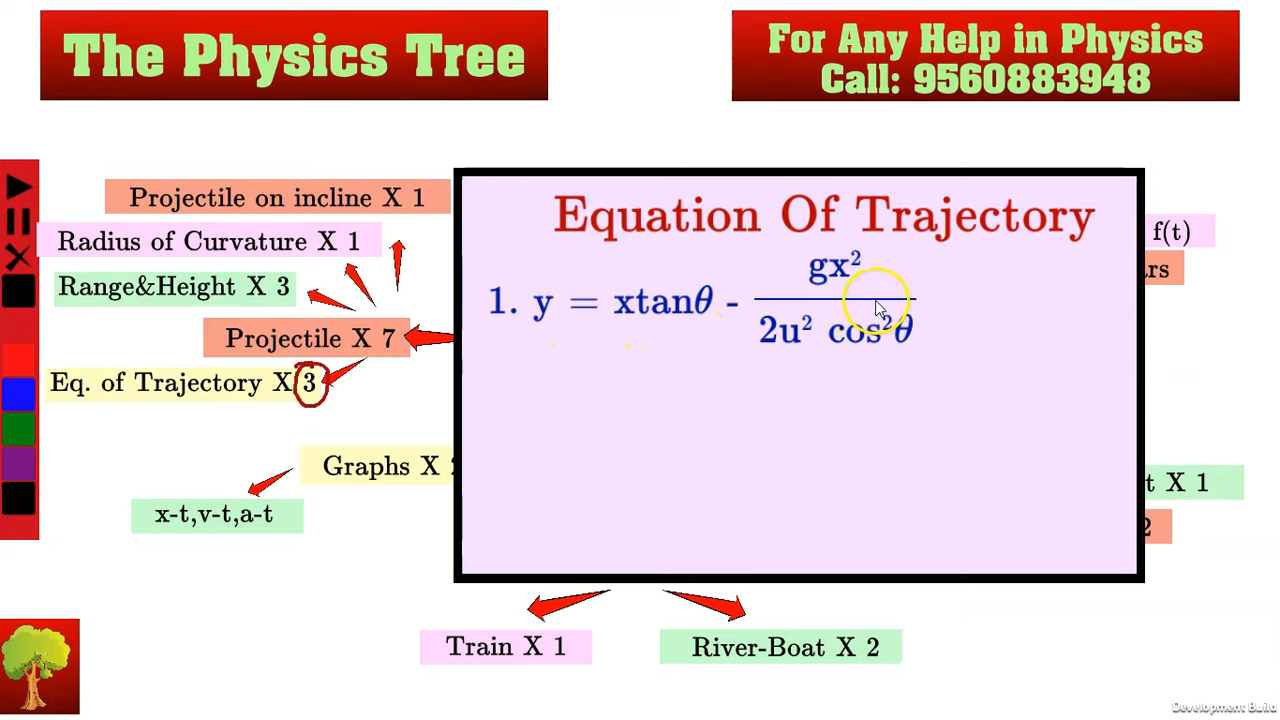 The Physics Tree
For Any Help in Physics
Call: 9560883948
Projectile on incline X 1
Radius of Curvature X 1
Range&Height X 3
Projectile X 7
Eq. of Trajectory X 3
Graphs X 2
x-t,v-t,a-t
Equation Of Trajectory
1. y = xtanθ - gx² / 2u² cos²θ
f(t)
t X 1
2
Train X 1
River-Boat X 2
Development Build